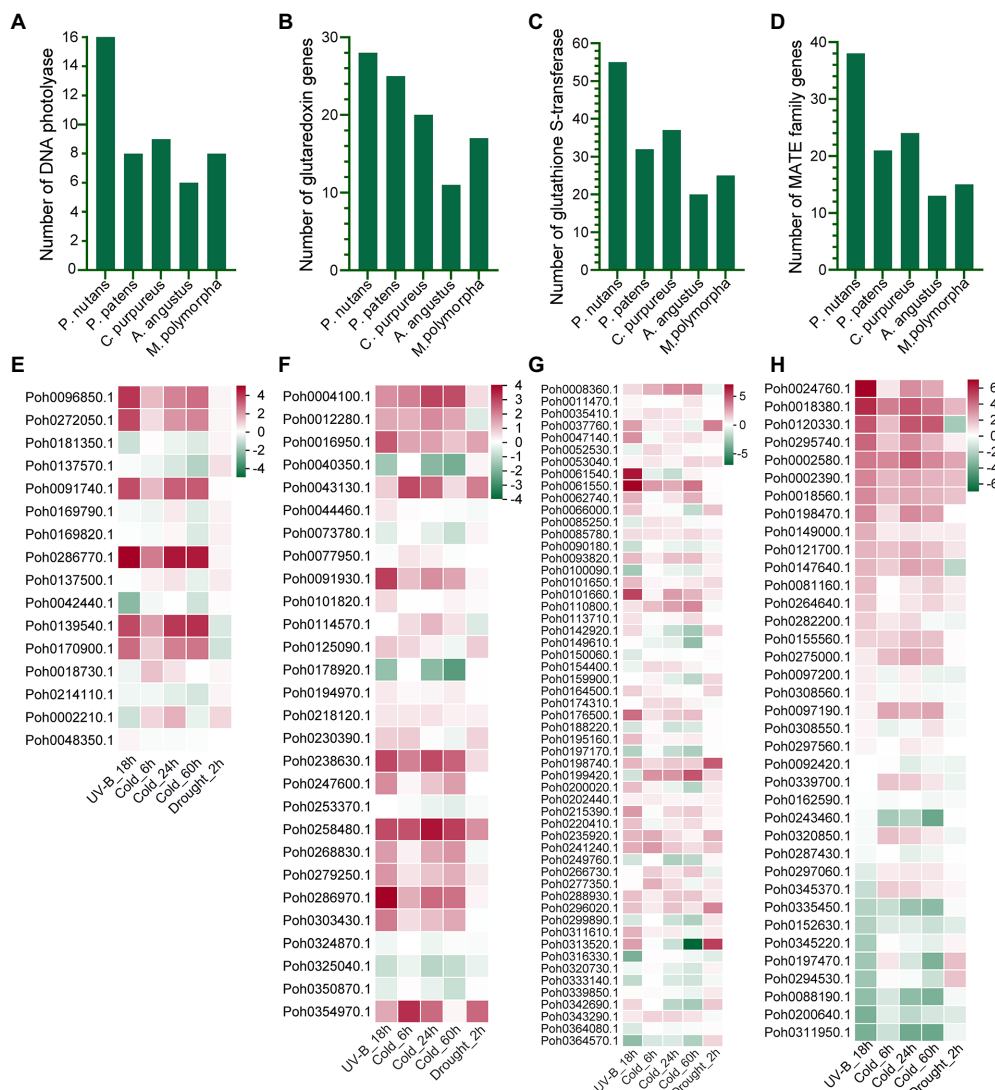 A
B
C
D
Number of DNA photolyase
16
14
12
10
8
6
4
2
0
P. nutans
P. patens
C. purpureus
A. angustus
M. polymorpha
Number of glutaredoxin genes
30
20
10
0
P. nutans
P. patens
C. purpureus
A. angustus
M.polymorpha
Number of glutathione S-transferase
60
50
40
30
20
10
0
P. nutans
P. patens
C. purpureus
A. angustus
M. polymorpha
Number of MATE family genes
40
30
20
10
0
P. nutans
P. patens
C. purpureus
A. angustus
M. polymorpha
E
Poh0096850.1
Poh0272050.1
Poh0181350.1
Poh0137570.1
Poh0091740.1
Poh0169790.1
Poh0169820.1
Poh0286770.1
Poh0137500.1
Poh0042440.1
Poh0139540.1
Poh0170900.1
Poh0018730.1
Poh0214110.1
Poh0002210.1
Poh0048350.1
UV-B_18h
Cold_6h
Cold_24h
Cold_60h
Drought_2h
4
2
0
-2
-4
F
Poh0004100.1
Poh0012280.1
Poh0016950.1
Poh0040350.1
Poh0043130.1
Poh0044460.1
Poh0073780.1
Poh0077950.1
Poh0091930.1
Poh0101820.1
Poh0114570.1
Poh0125090.1
Poh0178920.1
Poh0194970.1
Poh0218120.1
Poh0230390.1
Poh0238630.1
Poh0247600.1
Poh0253370.1
Poh0258480.1
Poh0268830.1
Poh0279250.1
Poh0286970.1
Poh0303430.1
Poh0324870.1
Poh0325040.1
Poh0350870.1
Poh0354970.1
UV-B_18h
Cold_6h
Cold_24h
Cold_60h
Drought_2h
4
3
2
1
0
-1
-2
-3
-4
G
Poh0008360.1
Poh0011470.1
Poh0035410.1
Poh0037760.1
Poh0047140.1
Poh0052530.1
Poh0053040.1
Poh0061540.1
Poh0061550.1
Poh0062740.1
Poh0066000.1
Poh0085250.1
Poh0085780.1
Poh0090180.1
Poh0093820.1
Poh0100090.1
Poh0101650.1
Poh0101660.1
Poh0110800.1
Poh0113710.1
Poh0142920.1
Poh0149610.1
Poh0150060.1
Poh0154400.1
Poh0159900.1
Poh0164500.1
Poh0174310.1
Poh0176500.1
Poh0188220.1
Poh0195160.1
Poh0197170.1
Poh0198740.1
Poh0199420.1
Poh0200020.1
Poh0202440.1
Poh0215390.1
Poh0220410.1
Poh0235920.1
Poh0241240.1
Poh0249760.1
Poh0266730.1
Poh0277350.1
Poh0288930.1
Poh0296020.1
Poh0299890.1
Poh0311610.1
Poh0313520.1
Poh0316330.1
Poh0320730.1
Poh0333140.1
Poh0339850.1
Poh0342690.1
Poh0343290.1
Poh0364080.1
Poh0364570.1
UV-B_18h
Cold_6h
Cold_24h
Cold_60h
Drought_2h
5
0
-5
H
Poh0024760.1
Poh0018380.1
Poh0120330.1
Poh0295740.1
Poh0002580.1
Poh0002390.1
Poh0018560.1
Poh0198470.1
Poh0149000.1
Poh0121700.1
Poh0147640.1
Poh0081160.1
Poh0264640.1
Poh0282200.1
Poh0155560.1
Poh0275000.1
Poh0097200.1
Poh0308560.1
Poh0097190.1
Poh0308550.1
Poh0297560.1
Poh0092420.1
Poh0339700.1
Poh0162590.1
Poh0243460.1
Poh0320850.1
Poh0287430.1
Poh0297060.1
Poh0345370.1
Poh0335450.1
Poh0152630.1
Poh0345220.1
Poh0197470.1
Poh0294530.1
Poh0088190.1
Poh0200640.1
Poh0311950.1
UV-B_18h
Cold_6h
Cold_24h
Cold_60h
Drought_2h
6
4
2
0
-2
-4